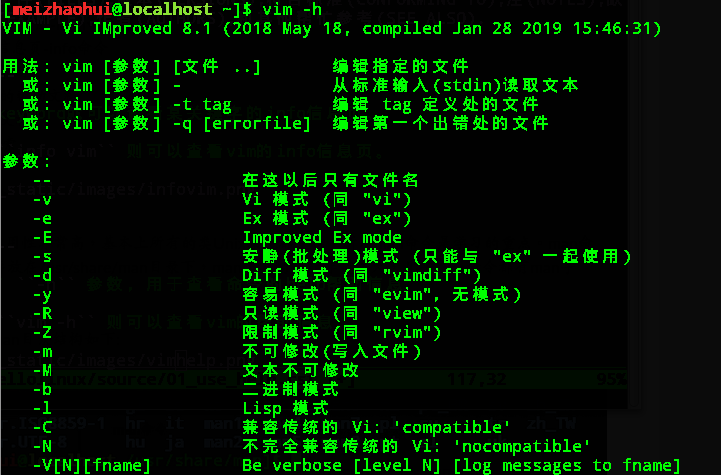 [meizhaohui@localhost ~]$ vim -h
VIM - Vi IMproved 8.1 (2018 May 18, compiled Jan 28 2019 15:46:31)
用法: vim [参数] [文件 ..] 编辑指定的文件
或: vim [参数] - 从标准输入(stdin)读取文本
或: vim [参数] -t tag 编辑 tag 定义处的文件
或: vim [参数] -q [errorfile] 编辑第一个出错处的文件
参数:
-- 在这以后只有文件名
-v Vi 模式 (同 "vi")
-e Ex 模式 (同 "ex")
-E Improved Ex mode
-s 安静(批处理)模式 (只能与 "ex" 一起使用)
-d Diff 模式 (同 "vimdiff")
-y 容易模式 (同 "evim", 无模式)
-R 只读模式 (同 "view")
-Z 限制模式 (同 "rvim")
-m 不可修改(写入文件)
-M 文本不可修改
-b 二进制模式
-l Lisp 模式
-C 兼容传统的 Vi: 'compatible'
-N 不完全兼容传统的 Vi: 'nocompatible'
-V[N][fname] Be verbose [level N] [log messages to fname]